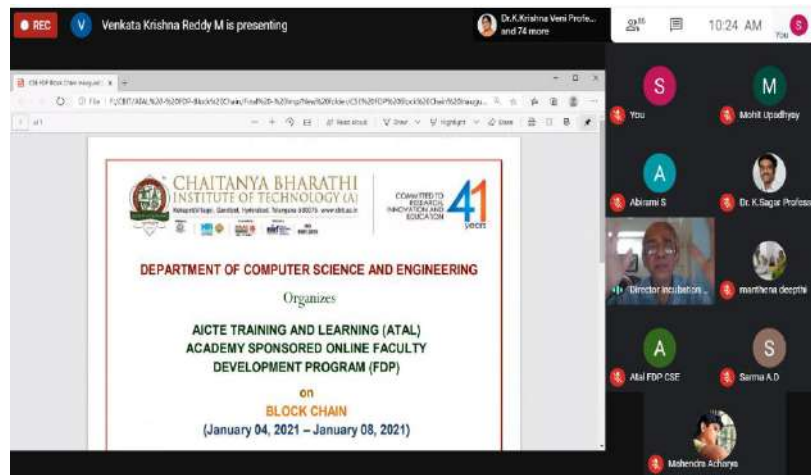 REC
V
Venkata Krishna Reddy M is presenting
Dr.K.Krishna Veni Profe...
and 74 more
10:24 AM
You
S
CHAITANYA BHARATHI
INSTITUTE OF TECHNOLOGY (A)
COMMITTED TO
RESEARCH,
INNOVATION AND
EDUCATION
41
years
DEPARTMENT OF COMPUTER SCIENCE AND ENGINEERING
Organizes
AICTE TRAINING AND LEARNING (ATAL)
ACADEMY SPONSORED ONLINE FACULTY
DEVELOPMENT PROGRAM (FDP)
on
BLOCK CHAIN
(January 04, 2021 – January 08, 2021)
S
You
M
Mohit Upadhyay
A
Abirami S
Dr. K.Sagar Profess
Director Incubation ...
manthena deepthi
A
Atal FDP CSE
S
Sarma A.D
Mahendra Acharya